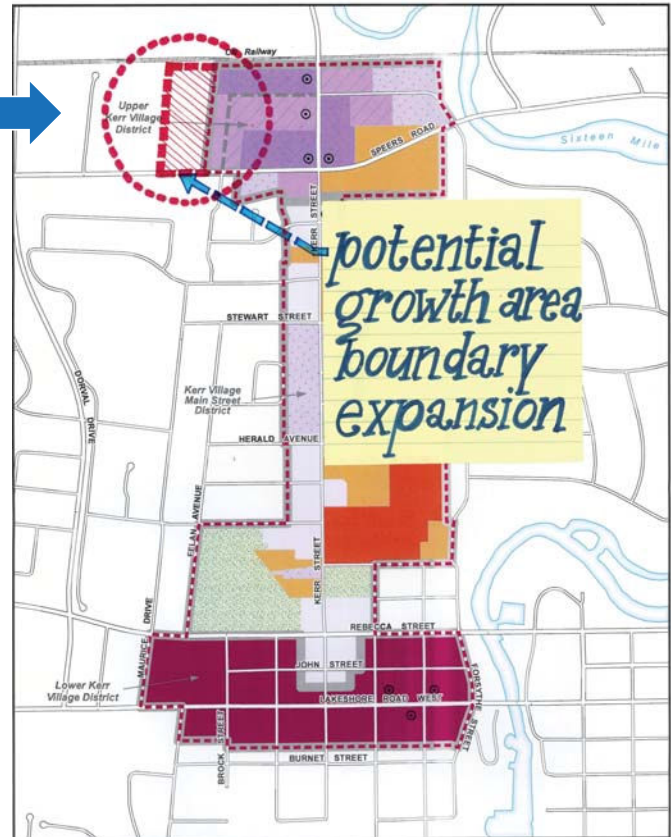 CN Railway
Upper
Kerr Village
District
SPEERS ROAD
Sixteen Mile
KERR STREET
potential
growth area
boundary
expansion
STEWART STREET
DORVAL DRIVE
Kerr Village
Main Street
District
HERALD AVENUE
FELAN AVENUE
KERR STREET
REBECCA STREET
MAURICE DRIVE
JOHN STREET
Lower Kerr
Village District
LAKESHORE ROAD WEST
FORSYTHE STREET
BROCK STREET
BURNET STREET